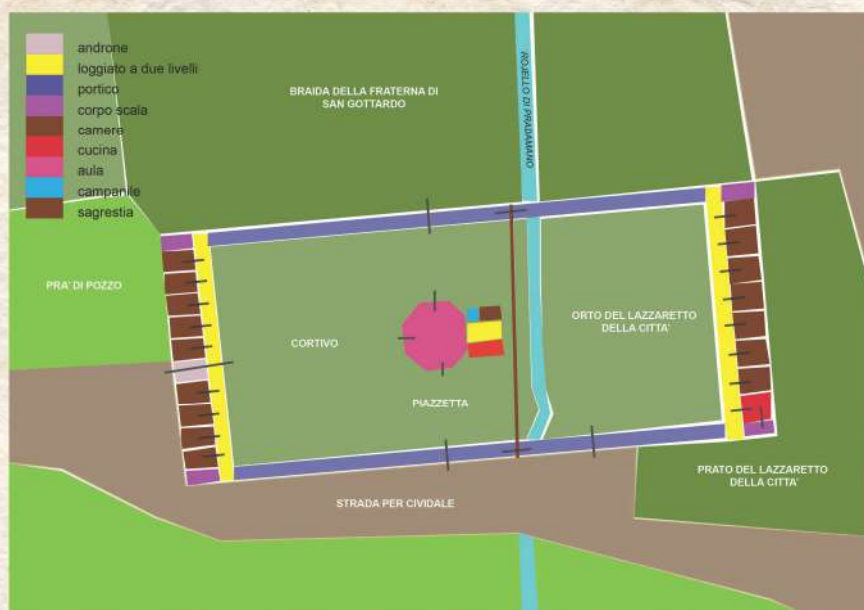 androne
loggiato a due livelli
portico
corpo scala
camere
cucina
aula
campanile
sagrestia
BRAIDA DELLA FRATERNA DI
SAN GOTTARDO
ROJELLO DI PRADAMANO
PRA' DI POZZO
CORTIVO
ORTO DEL LAZZARETTO
DELLA CITTA'
PIAZZETTA
PRATO DEL LAZZARETTO
DELLA CITTA'
STRADA PER CIVIDALE